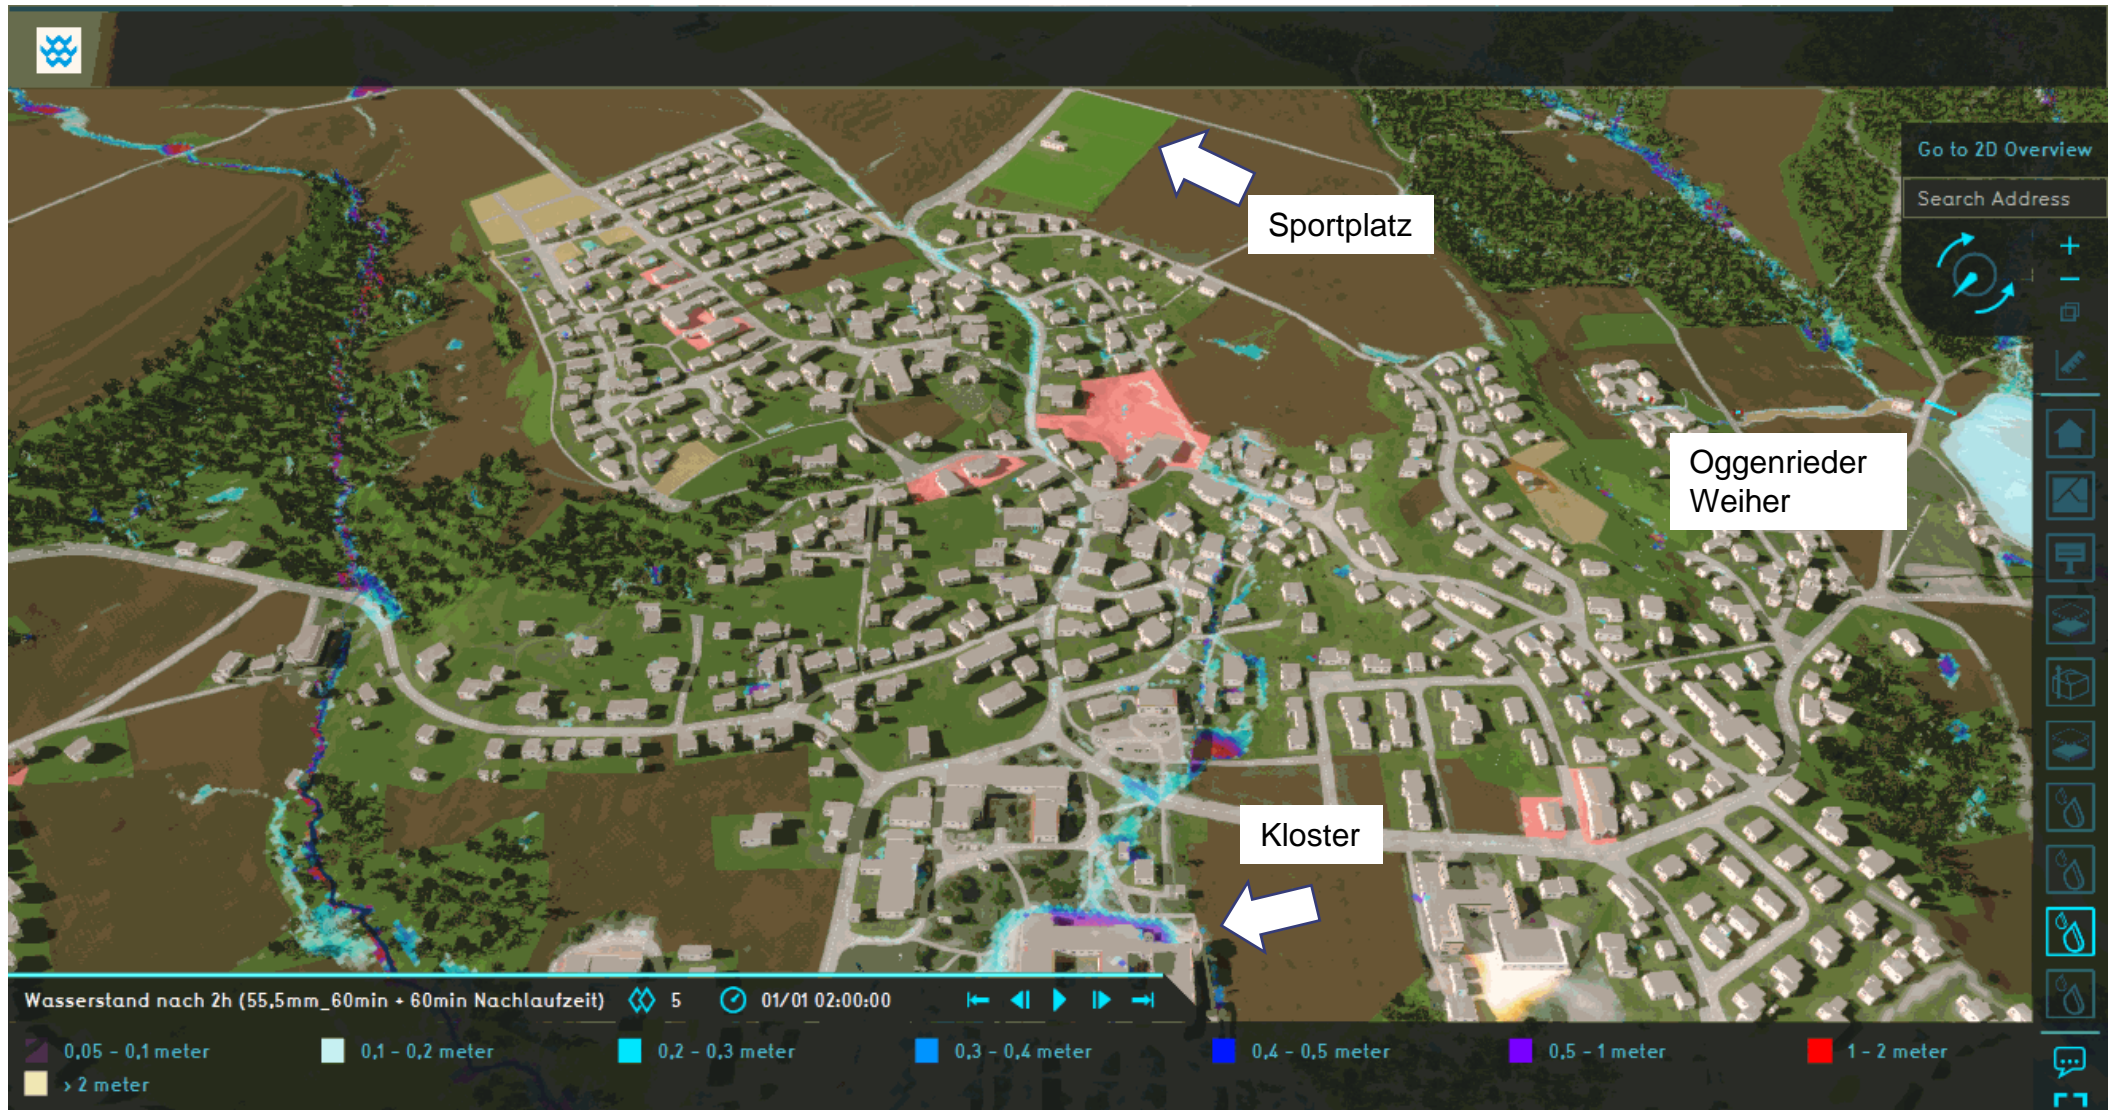 Go to 2D Overview
Search Address
Sportplatz
Oggenrieder
Weiher
Kloster
Wasserstand nach 2h (55,5mm_60min + 60min Nachlaufzeit) 5 01/01 02:00:00
0,05 - 0,1 meter 0,1 - 0,2 meter 0,2 - 0,3 meter 0,3 - 0,4 meter 0,4 - 0,5 meter 0,5 - 1 meter 1 - 2 meter
> 2 meter